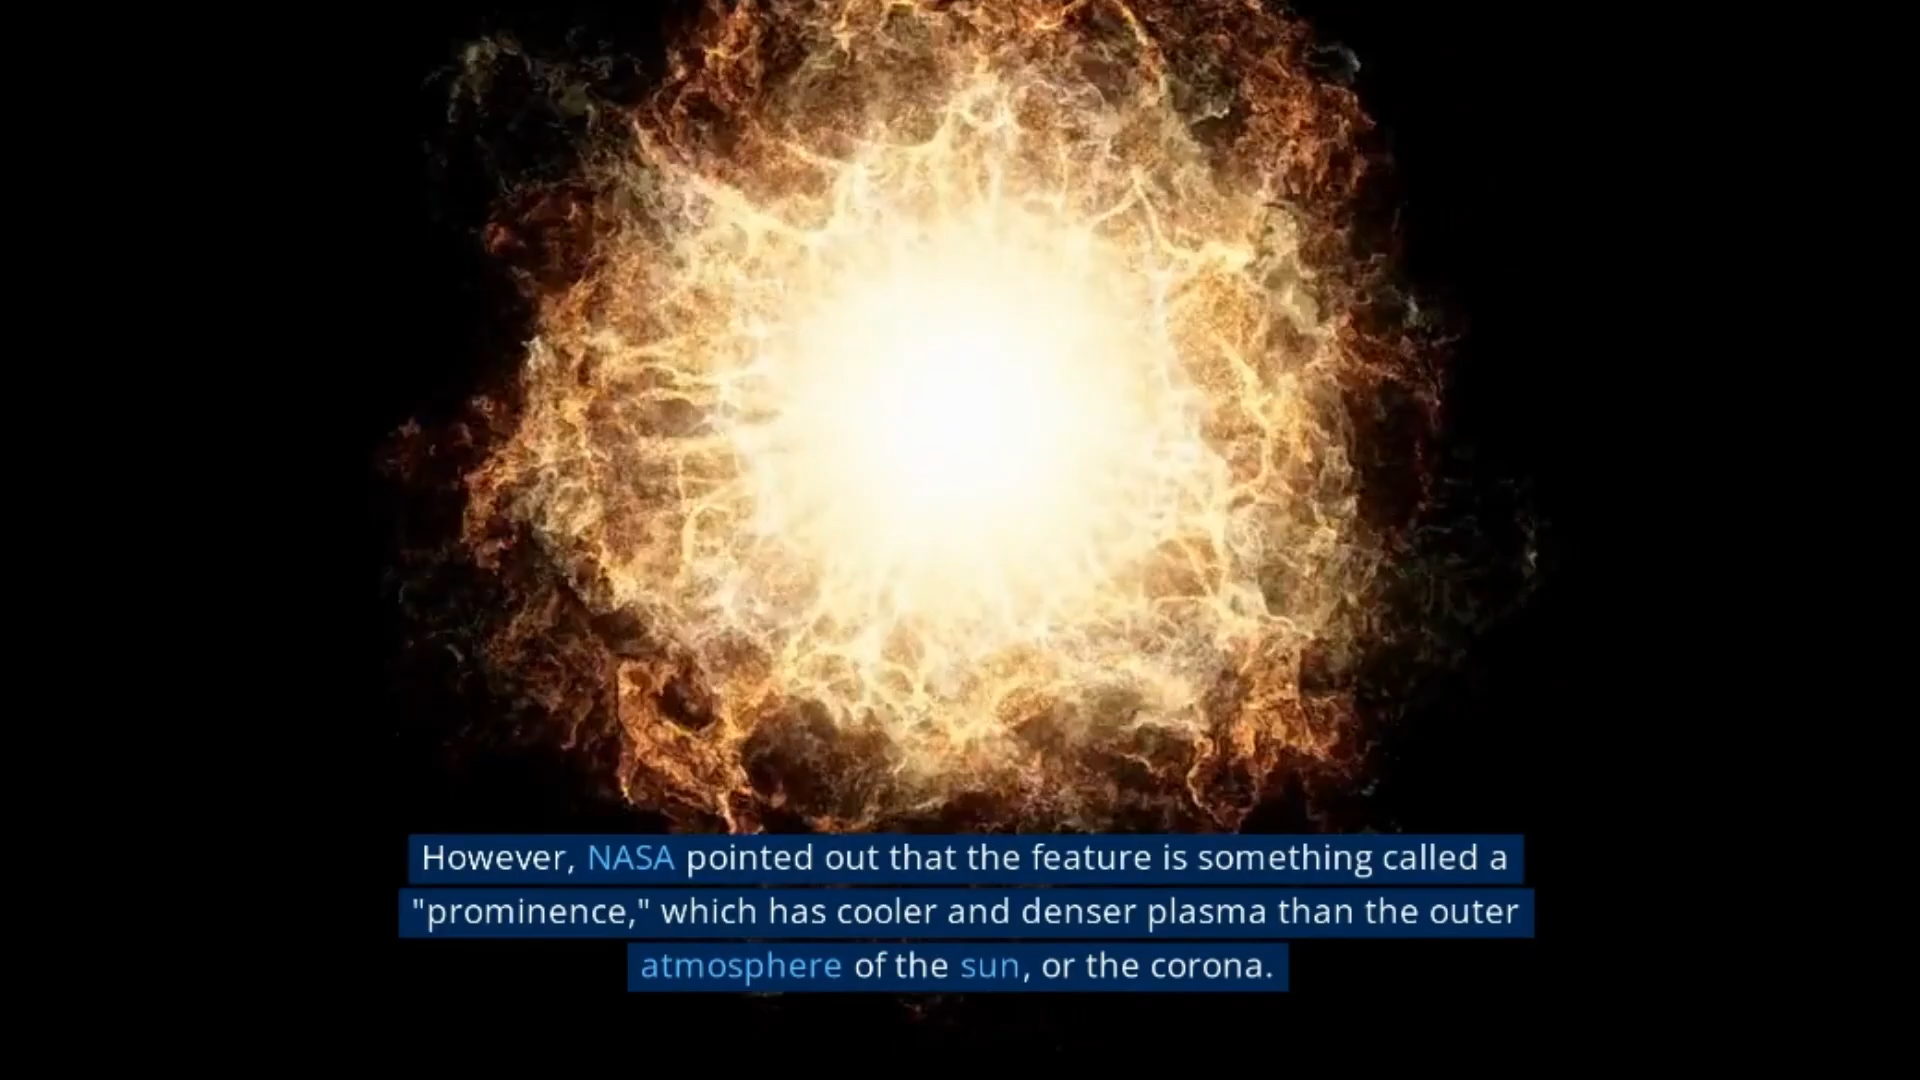 However, NASA pointed out that the feature is something called a
"prominence," which has cooler and denser plasma than the outer
atmosphere of the sun, or the corona.